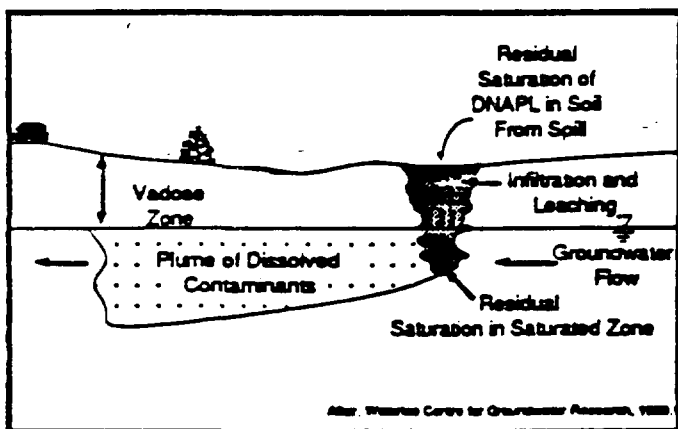 Residual
Saturation of
DNAPL in Soil
From Spill
Infiltration and
Leaching
Vadose
Zone
Plume of Dissolved
Contaminants
Groundwater
Flow
Residual
Saturation in Saturated Zone
After Waterloo Centre for Groundwater Research,